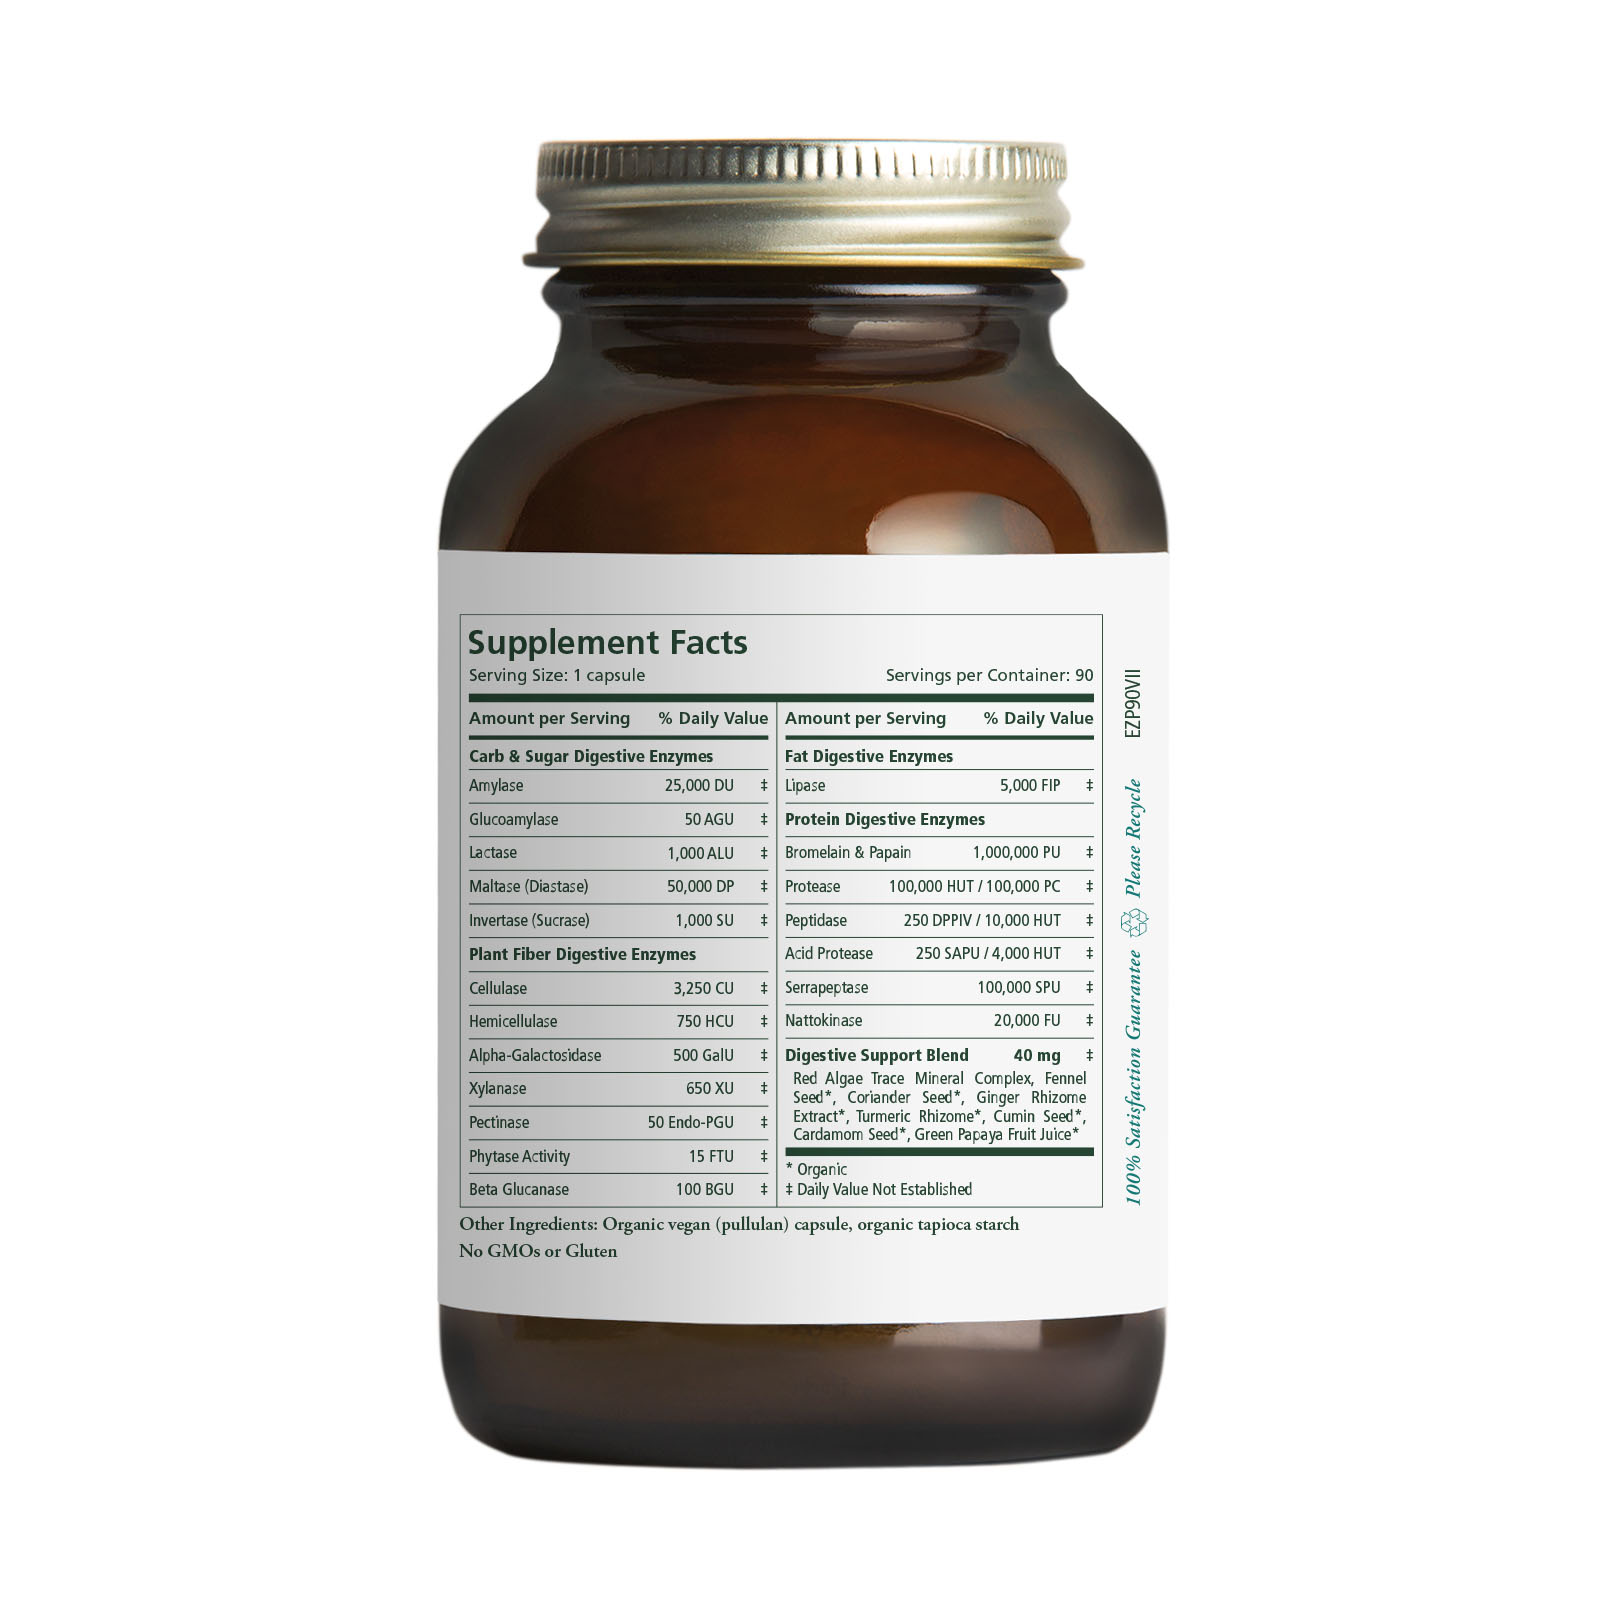 Supplement Facts
Serving Size: 1 capsule Servings per Container: 90
Amount per Serving % Daily Value
Carb & Sugar Digestive Enzymes
Amylase 25,000 DU ‡
Glucoamylase 50 AGU ‡
Lactase 1,000 ALU ‡
Maltase (Diastase) 50,000 DP ‡
Invertase (Sucrase) 1,000 SU ‡
Plant Fiber Digestive Enzymes
Cellulase 3,250 CU ‡
Hemicellulase 750 HCU ‡
Alpha-Galactosidase 500 GalU ‡
Xylanase 650 XU ‡
Pectinase 50 Endo-PGU ‡
Phytase Activity 15 FTU ‡
Beta Glucanase 100 BGU ‡
Amount per Serving % Daily Value
Fat Digestive Enzymes
Lipase 5,000 FIP ‡
Protein Digestive Enzymes
Bromelain & Papain 1,000,000 PU ‡
Protease 100,000 HUT / 100,000 PC ‡
Peptidase 250 DPPIV / 10,000 HUT ‡
Acid Protease 250 SAPU / 4,000 HUT ‡
Serrapeptase 100,000 SPU ‡
Nattokinase 20,000 FU ‡
Digestive Support Blend 40 mg ‡
Red Algae Trace Mineral Complex, Fennel
Seed*, Coriander Seed*, Ginger Rhizome
Extract*, Turmeric Rhizome*, Cumin Seed*,
Cardamom Seed*, Green Papaya Fruit Juice*
* Organic
‡ Daily Value Not Established
Other Ingredients: Organic vegan (pullulan) capsule, organic tapioca starch
No GMOs or Gluten
100% Satisfaction Guarantee Please Recycle EZP90VII